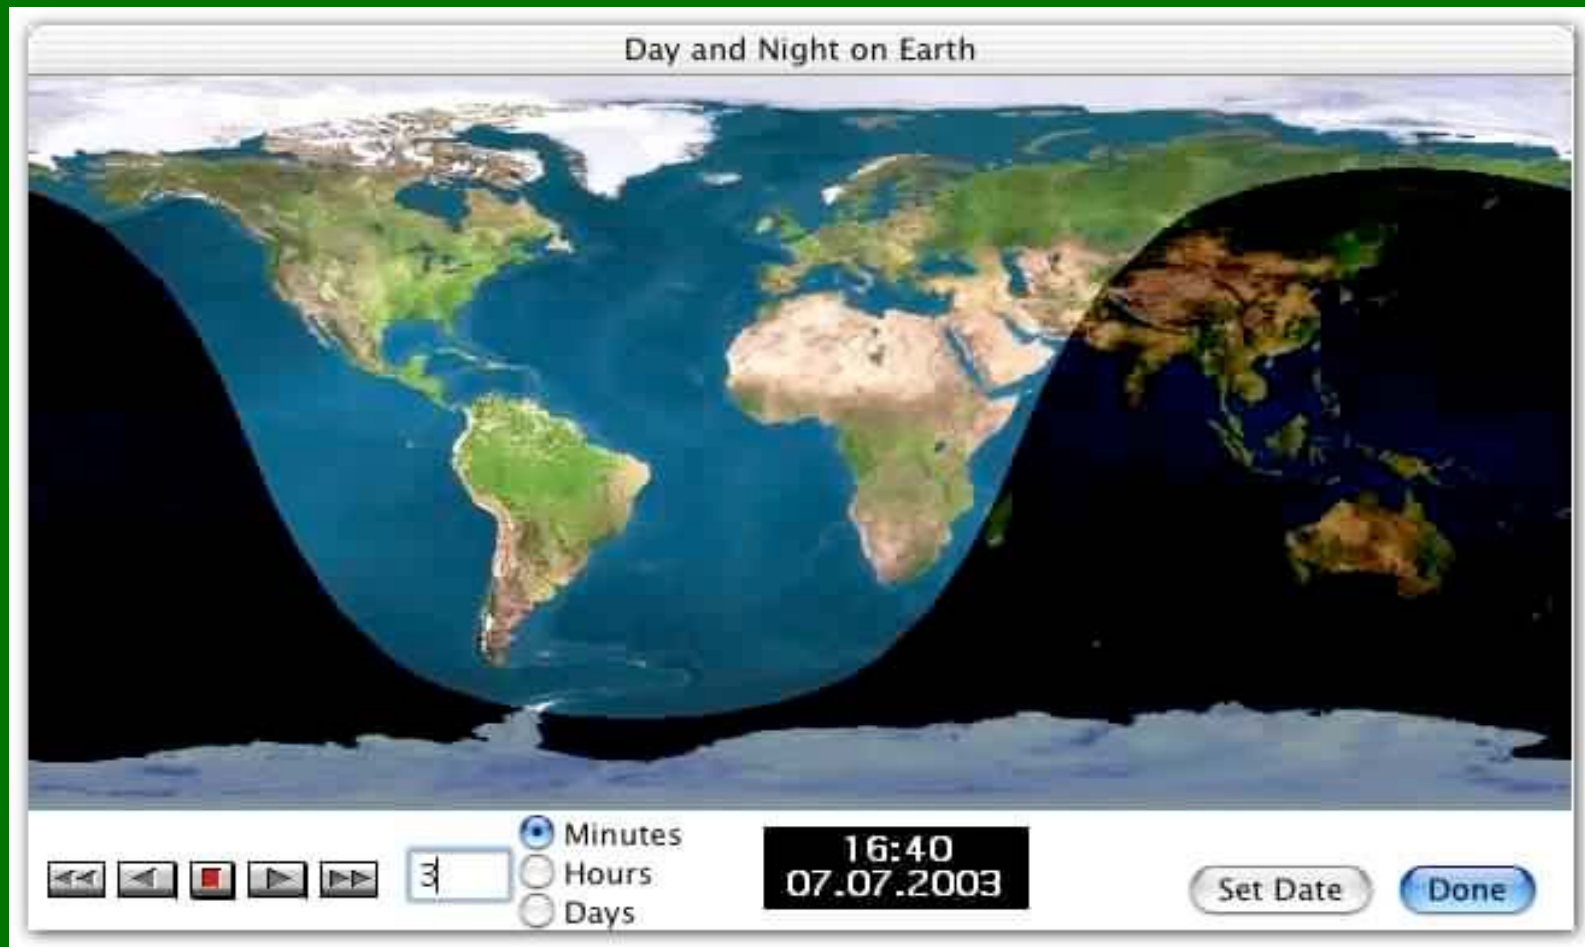 Day and Night on Earth
3
Minutes
Hours
Days
16:40
07.07.2003
Set Date
Done